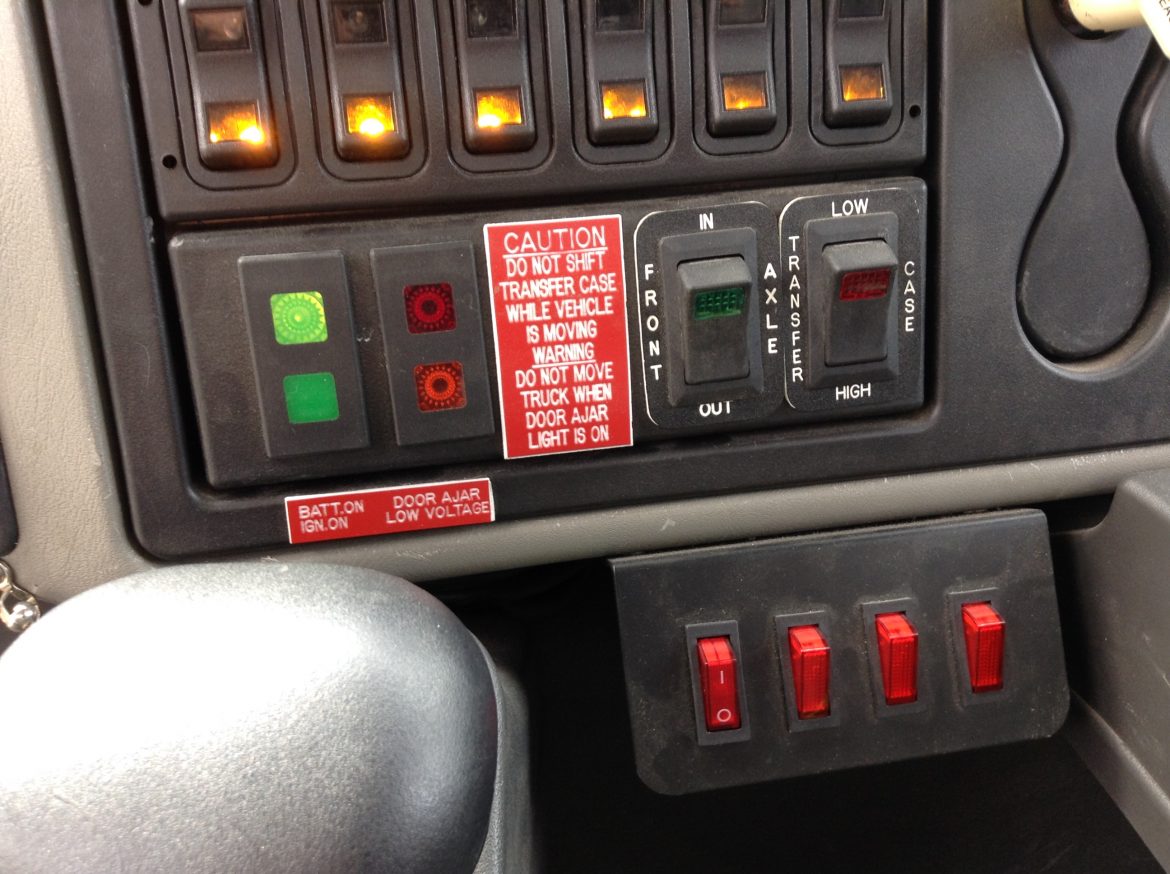 CAUTION
DO NOT SHIFT
TRANSFER CASE
WHILE VEHICLE
IS MOVING
WARNING
DO NOT MOVE
TRUCK WHEN
DOOR AJAR
LIGHT IS ON
IN
FRONT
AXLE
OUT
LOW
TRANSFER
CASE
HIGH
BATT.ON DOOR AJAR
IGN.ON LOW VOLTAGE
I
O